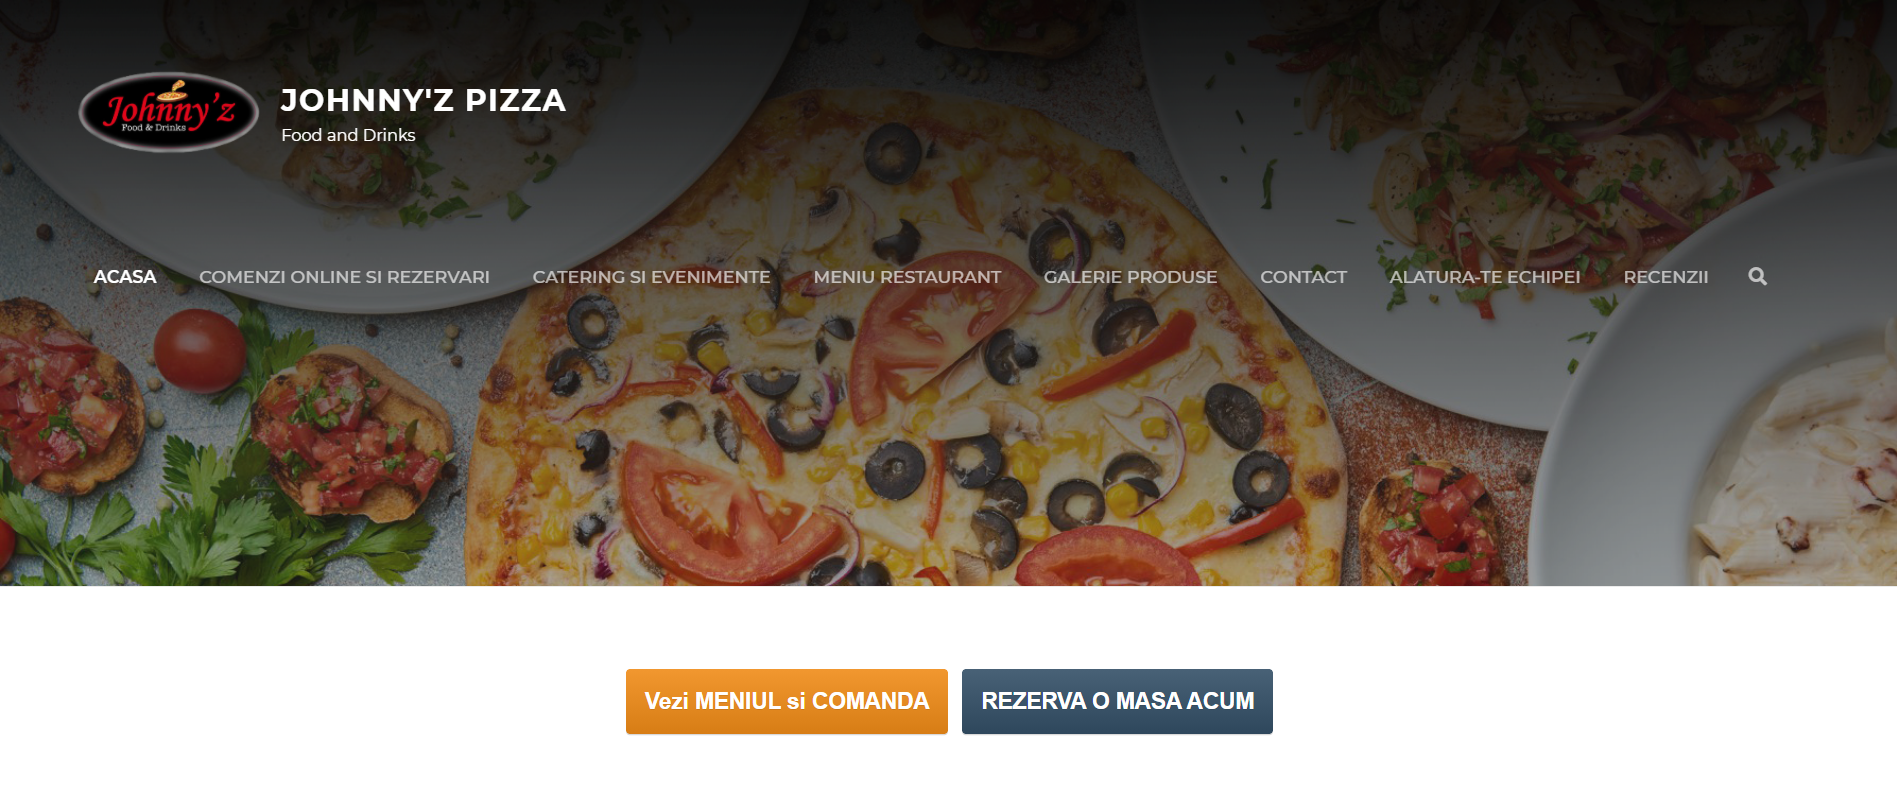 Johnny'z
Food & Drinks
JOHNNY'Z PIZZA
Food and Drinks
ACASA COMENZI ONLINE SI REZERVARI CATERING SI EVENIMENTE MENIU RESTAURANT GALERIE PRODUSE CONTACT ALATURA-TE ECHIPEI RECENZII
Vezi MENIUL si COMANDA REZERVA O MASA ACUM